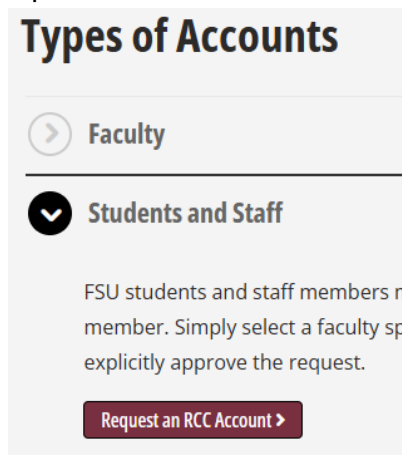 Types of Accounts
Faculty
Students and Staff
FSU students and staff members
member. Simply select a faculty
explicitly approve the request.
Request an RCC Account >